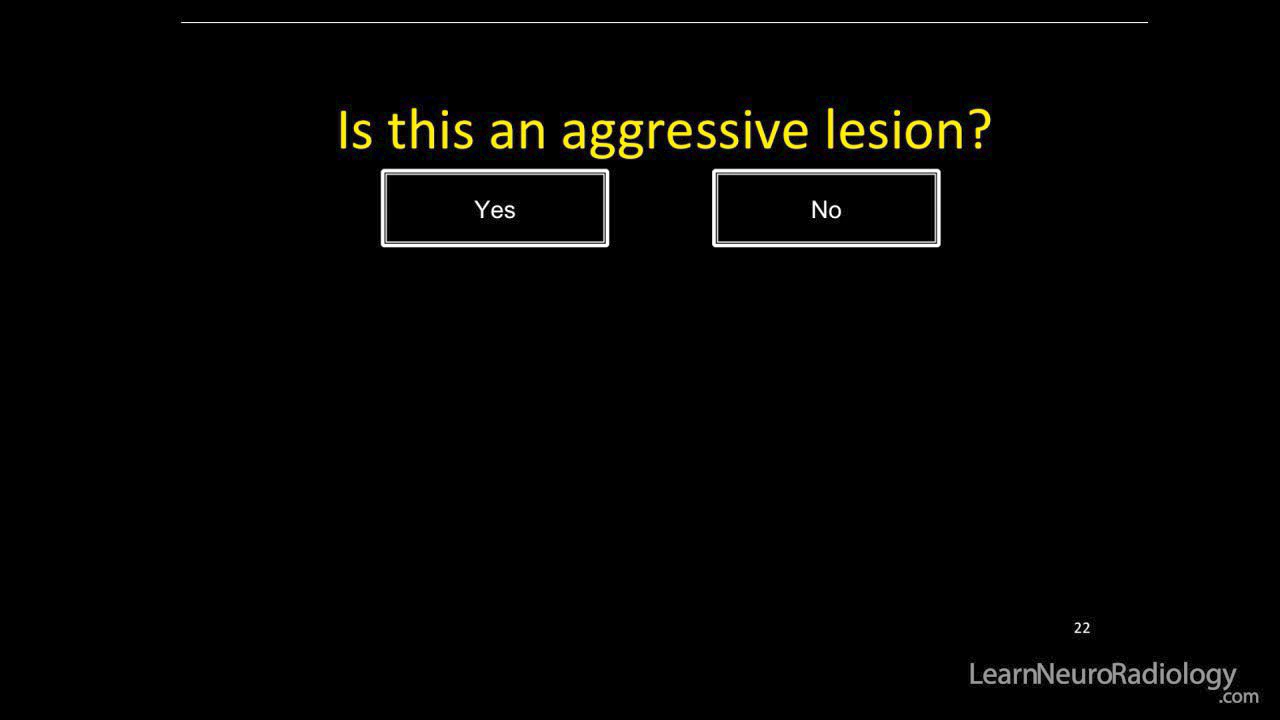 Is this an aggressive lesion?
Yes
No
22
LearnNeuroRadiology
.com